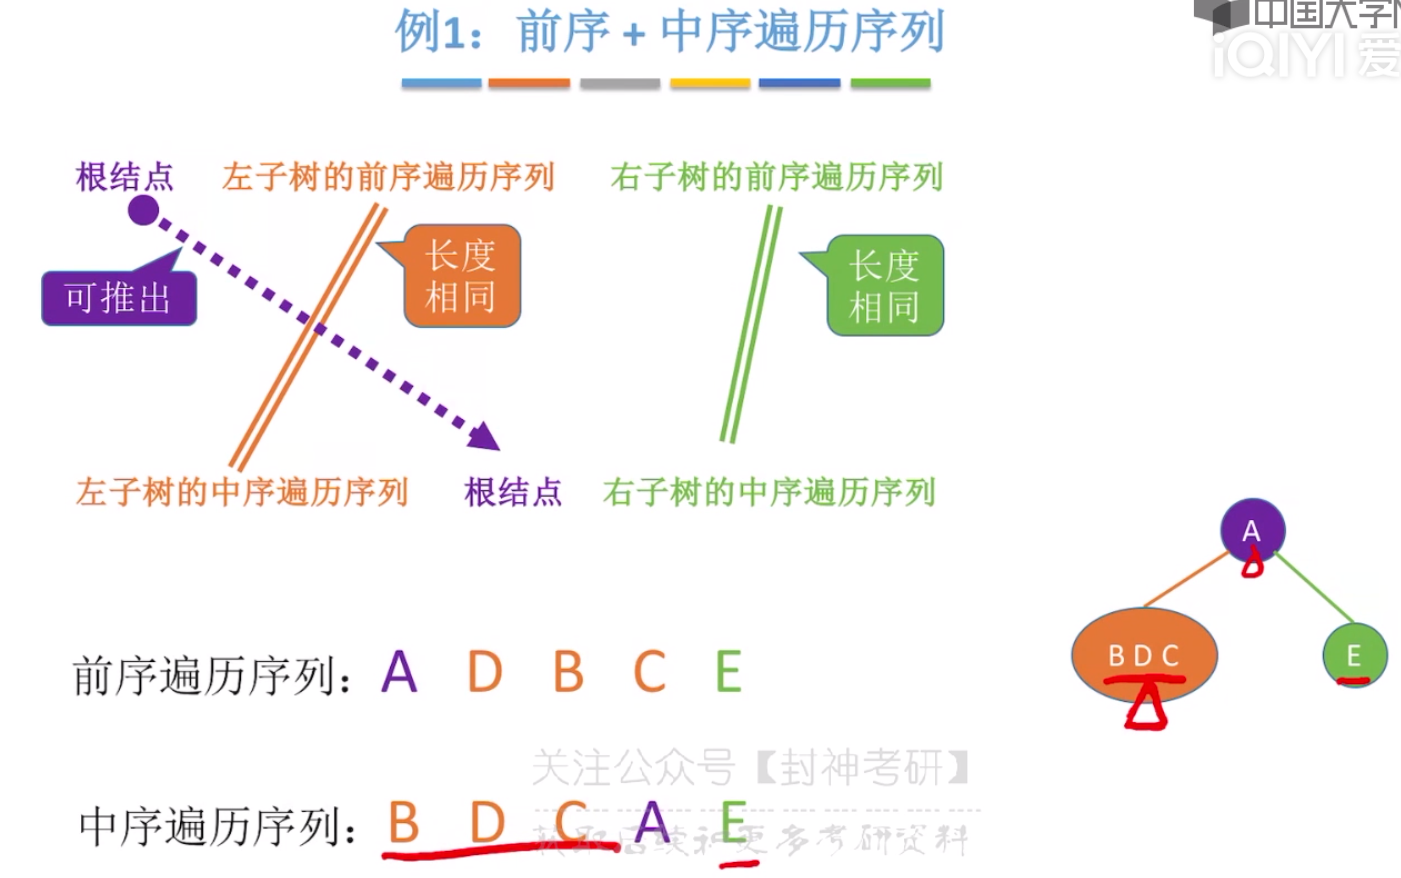 中国大学
iQIYI 爱
例1：前序 + 中序遍历序列
根结点 左子树的前序遍历序列 右子树的前序遍历序列
长度
相同
长度
相同
可推出
左子树的中序遍历序列 根结点 右子树的中序遍历序列
A
B D C
E
前序遍历序列： A D B C E
关注公众号【封神考研】
中序遍历序列： B D C A E
获取后续和更多考研资料